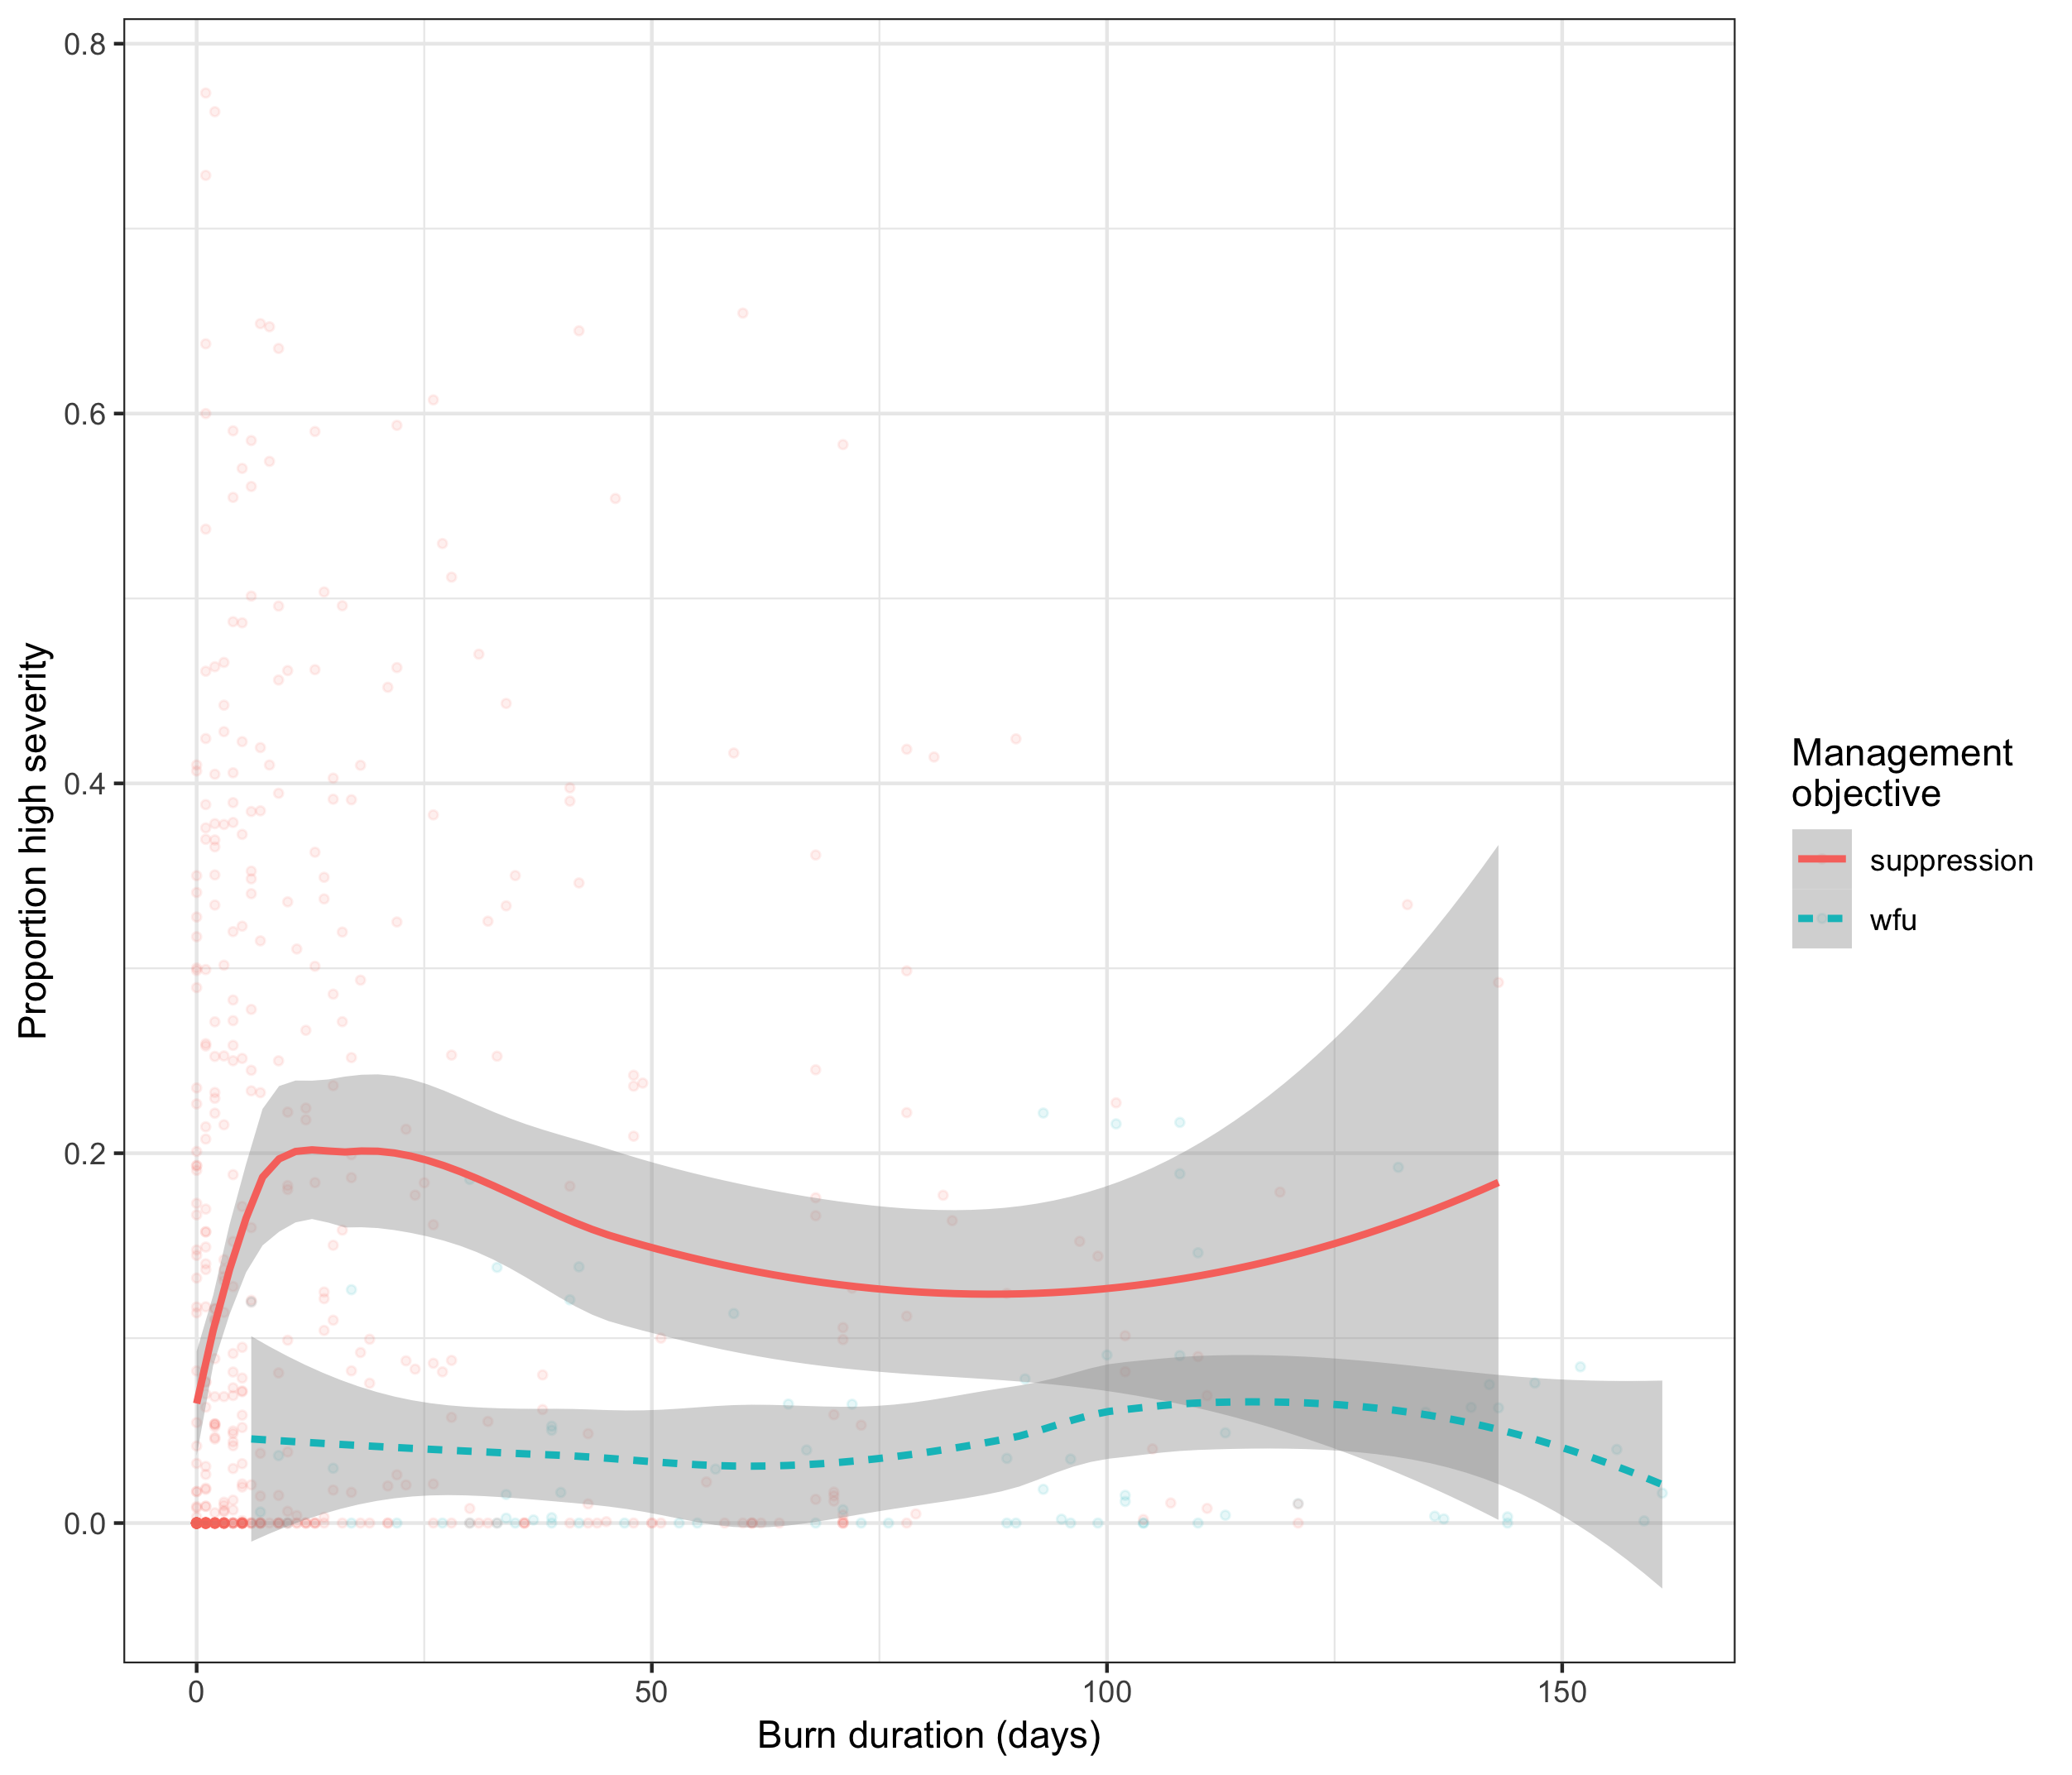 0.8
0.6
0.4
0.2
0.0
Proportion high severity
0
50
100
150
Burn duration (days)
Management
objective
suppression
wfu